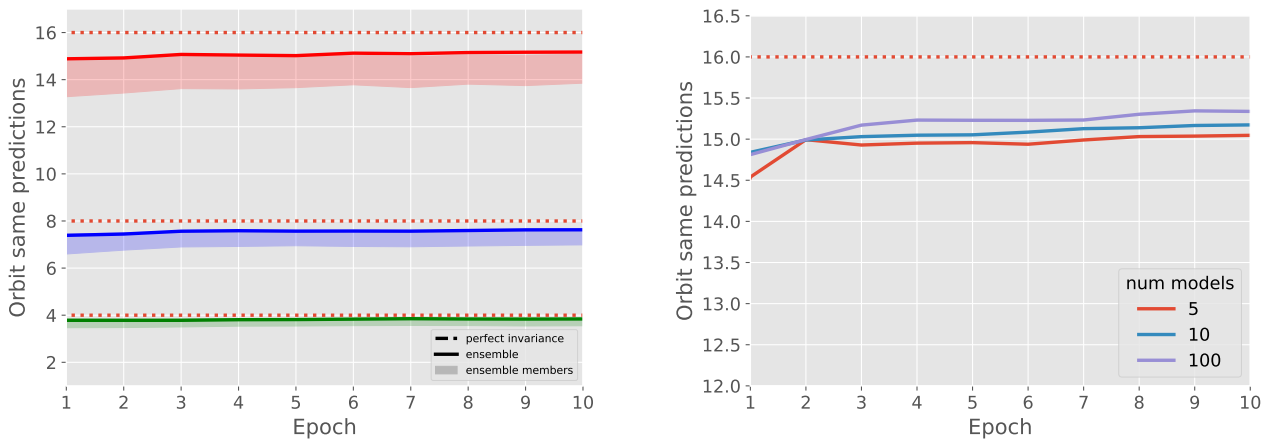 Orbit same predictions
16
14
12
10
8
6
4
2
1 2 3 4 5 6 7 8 9 10
Epoch
perfect invariance
ensemble
ensemble members
Orbit same predictions
16.5
16.0
15.5
15.0
14.5
14.0
13.5
13.0
12.5
12.0
1 2 3 4 5 6 7 8 9 10
Epoch
num models
5
10
100